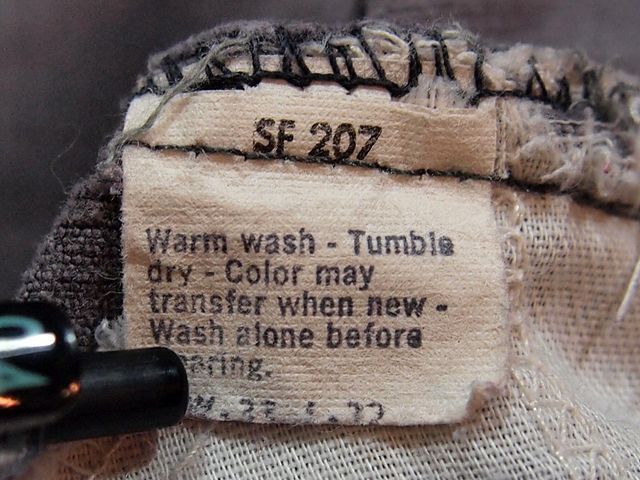 SF 207
Warm wash - Tumble
dry - Color may
transfer when new -
Wash alone before